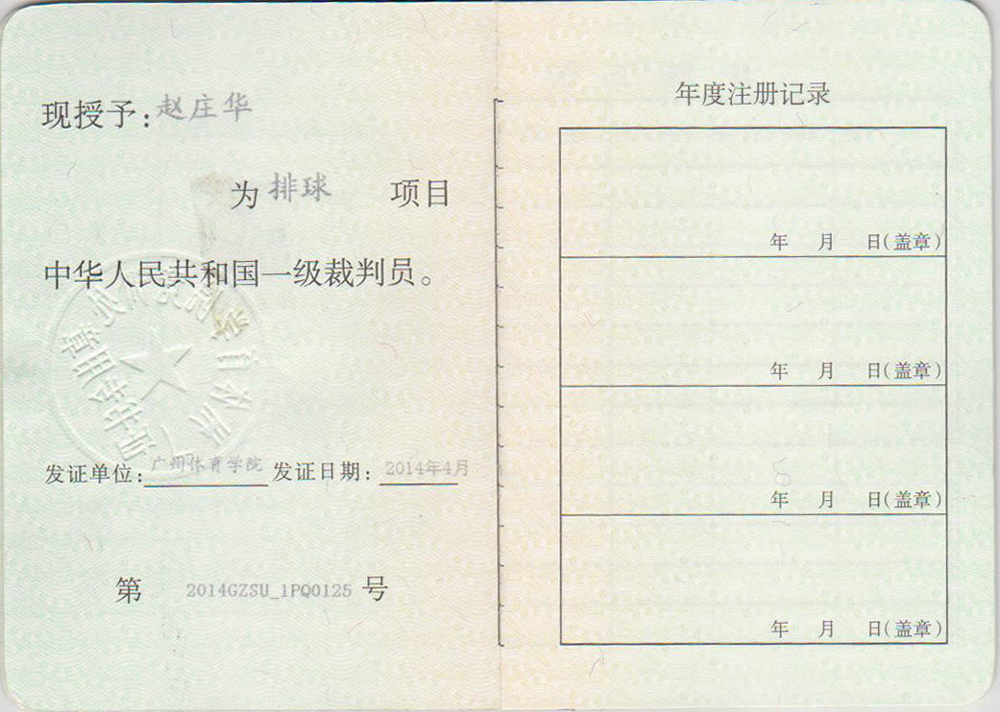 现授予:赵庄华
为 排球 项目
中华人民共和国一级裁判员。
发证单位:广州体育学院 发证日期:2014年4月
第 2014GZSU_1PQ0125 号
年度注册记录
年 月 日(盖章)
年 月 日(盖章)
年 月 日(盖章)
年 月 日(盖章)